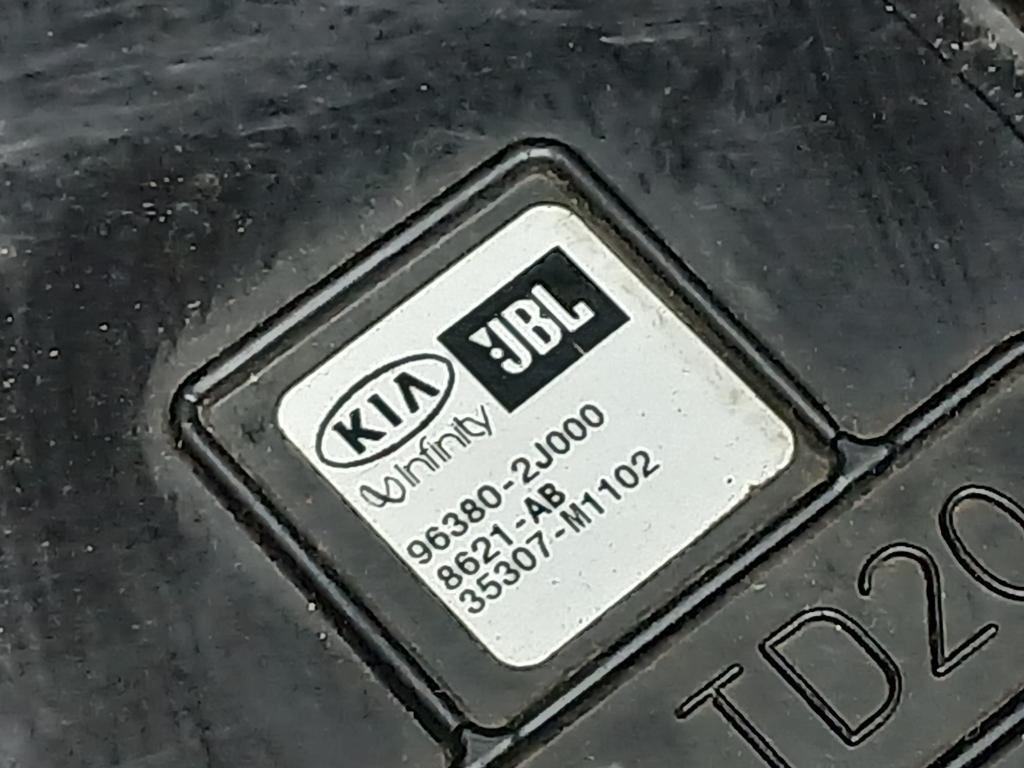 KIA JBL
Infinity
96380-2J000
8621-AB
35307-M1102
TD20